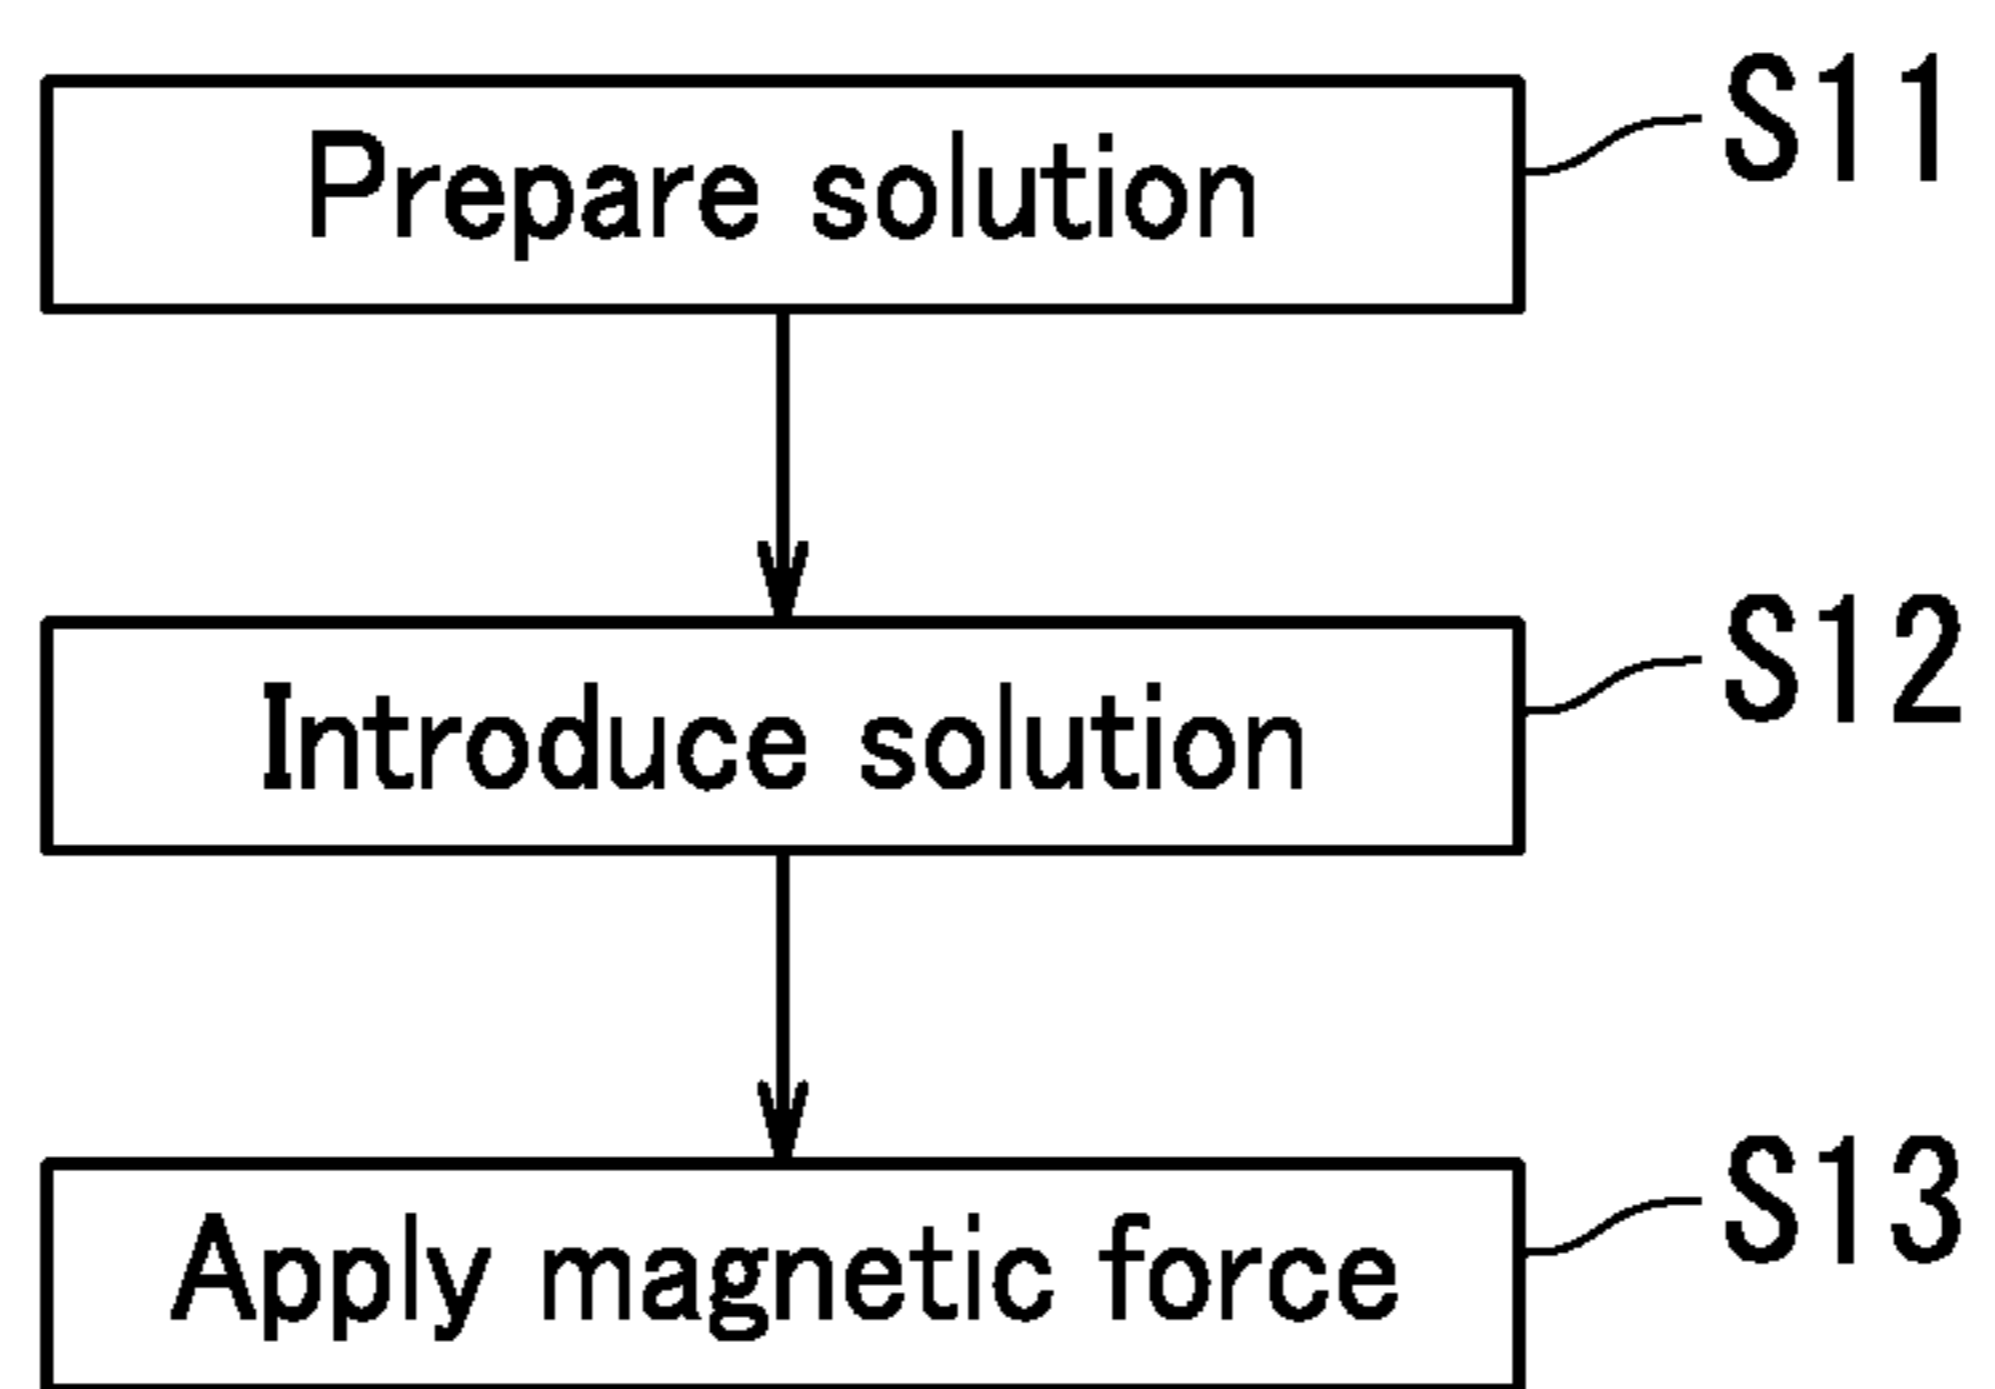 Prepare solution S11
Introduce solution S12
Apply magnetic force S13